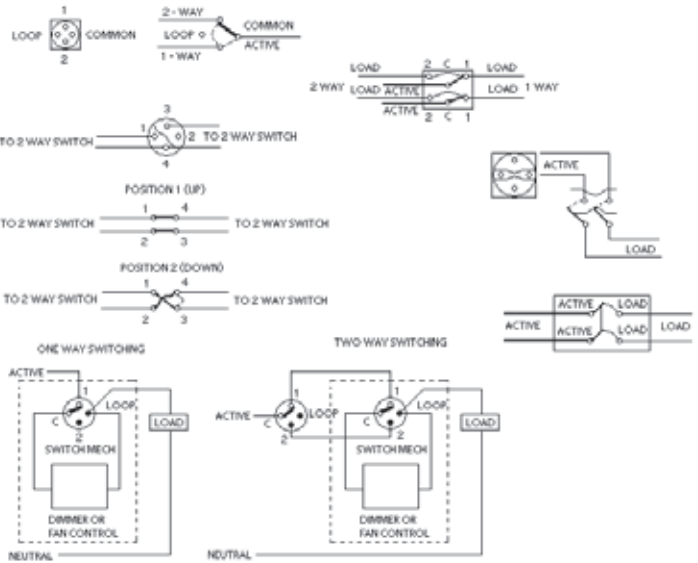 1
LOOP COMMON
2
2 - WAY
COMMON
LOOP
ACTIVE
1 - WAY
2 C 1
LOAD LOAD
2 WAY LOAD ACTIVE LOAD 1 WAY
ACTIVE
2 C 1
3
1
2 TO 2 WAY SWITCH
TO 2 WAY SWITCH
4
POSITION 1 (UP)
1 4
TO 2 WAY SWITCH TO 2 WAY SWITCH
2 3
POSITION 2 (DOWN)
1 4
TO 2 WAY SWITCH TO 2 WAY SWITCH
2 3
ACTIVE
LOAD
ACTIVE LOAD
ACTIVE LOAD
ACTIVE LOAD
ONE WAY SWITCHING
ACTIVE
1
LOOP
C
2
LOAD
SWITCH MECH
DIMMER OR
FAN CONTROL
NEUTRAL
TWO WAY SWITCHING
1 1
LOOP
ACTIVE LOOP
C C
2 2
LOAD
SWITCH MECH
DIMMER OR
FAN CONTROL
NEUTRAL